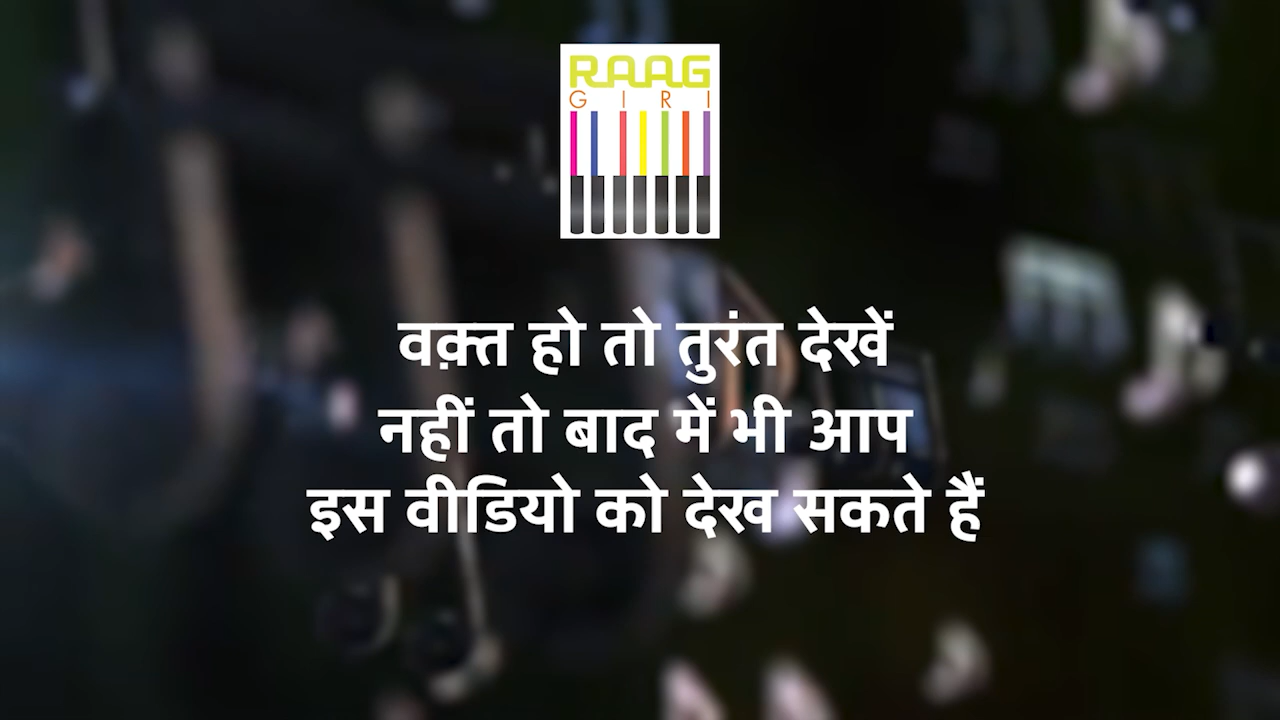 RAAG
GIRI
वक़्त हो तो तुरंत देखें
नहीं तो बाद में भी आप
इस वीडियो को देख सकते हैं